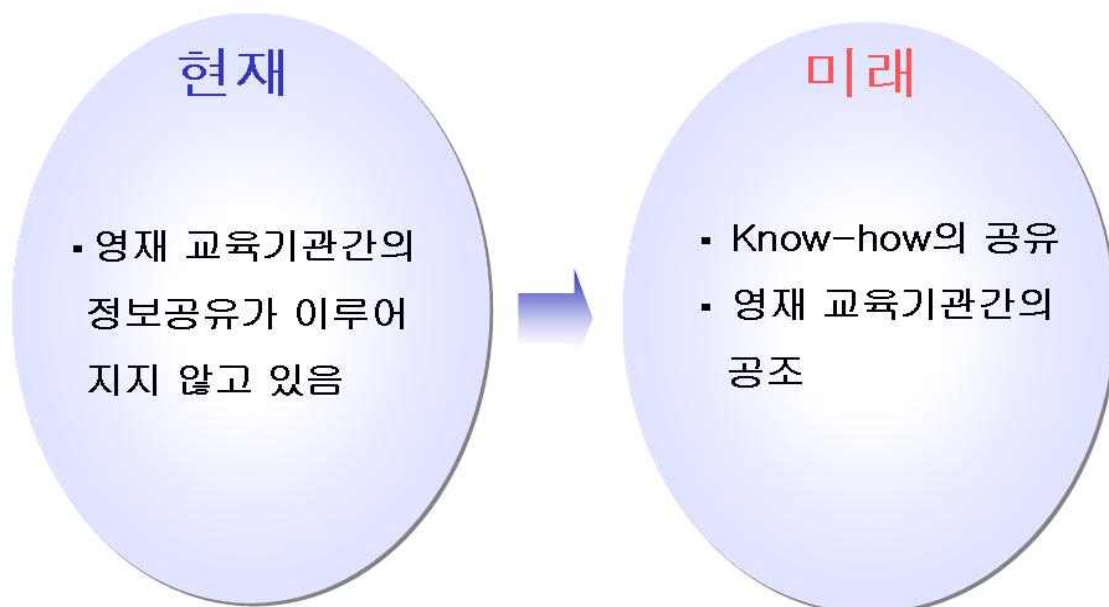 현재
▪ 영재 교육기관간의
정보공유가 이루어
지지 않고 있음
미래
▪ Know-how의 공유
▪ 영재 교육기관간의
공조